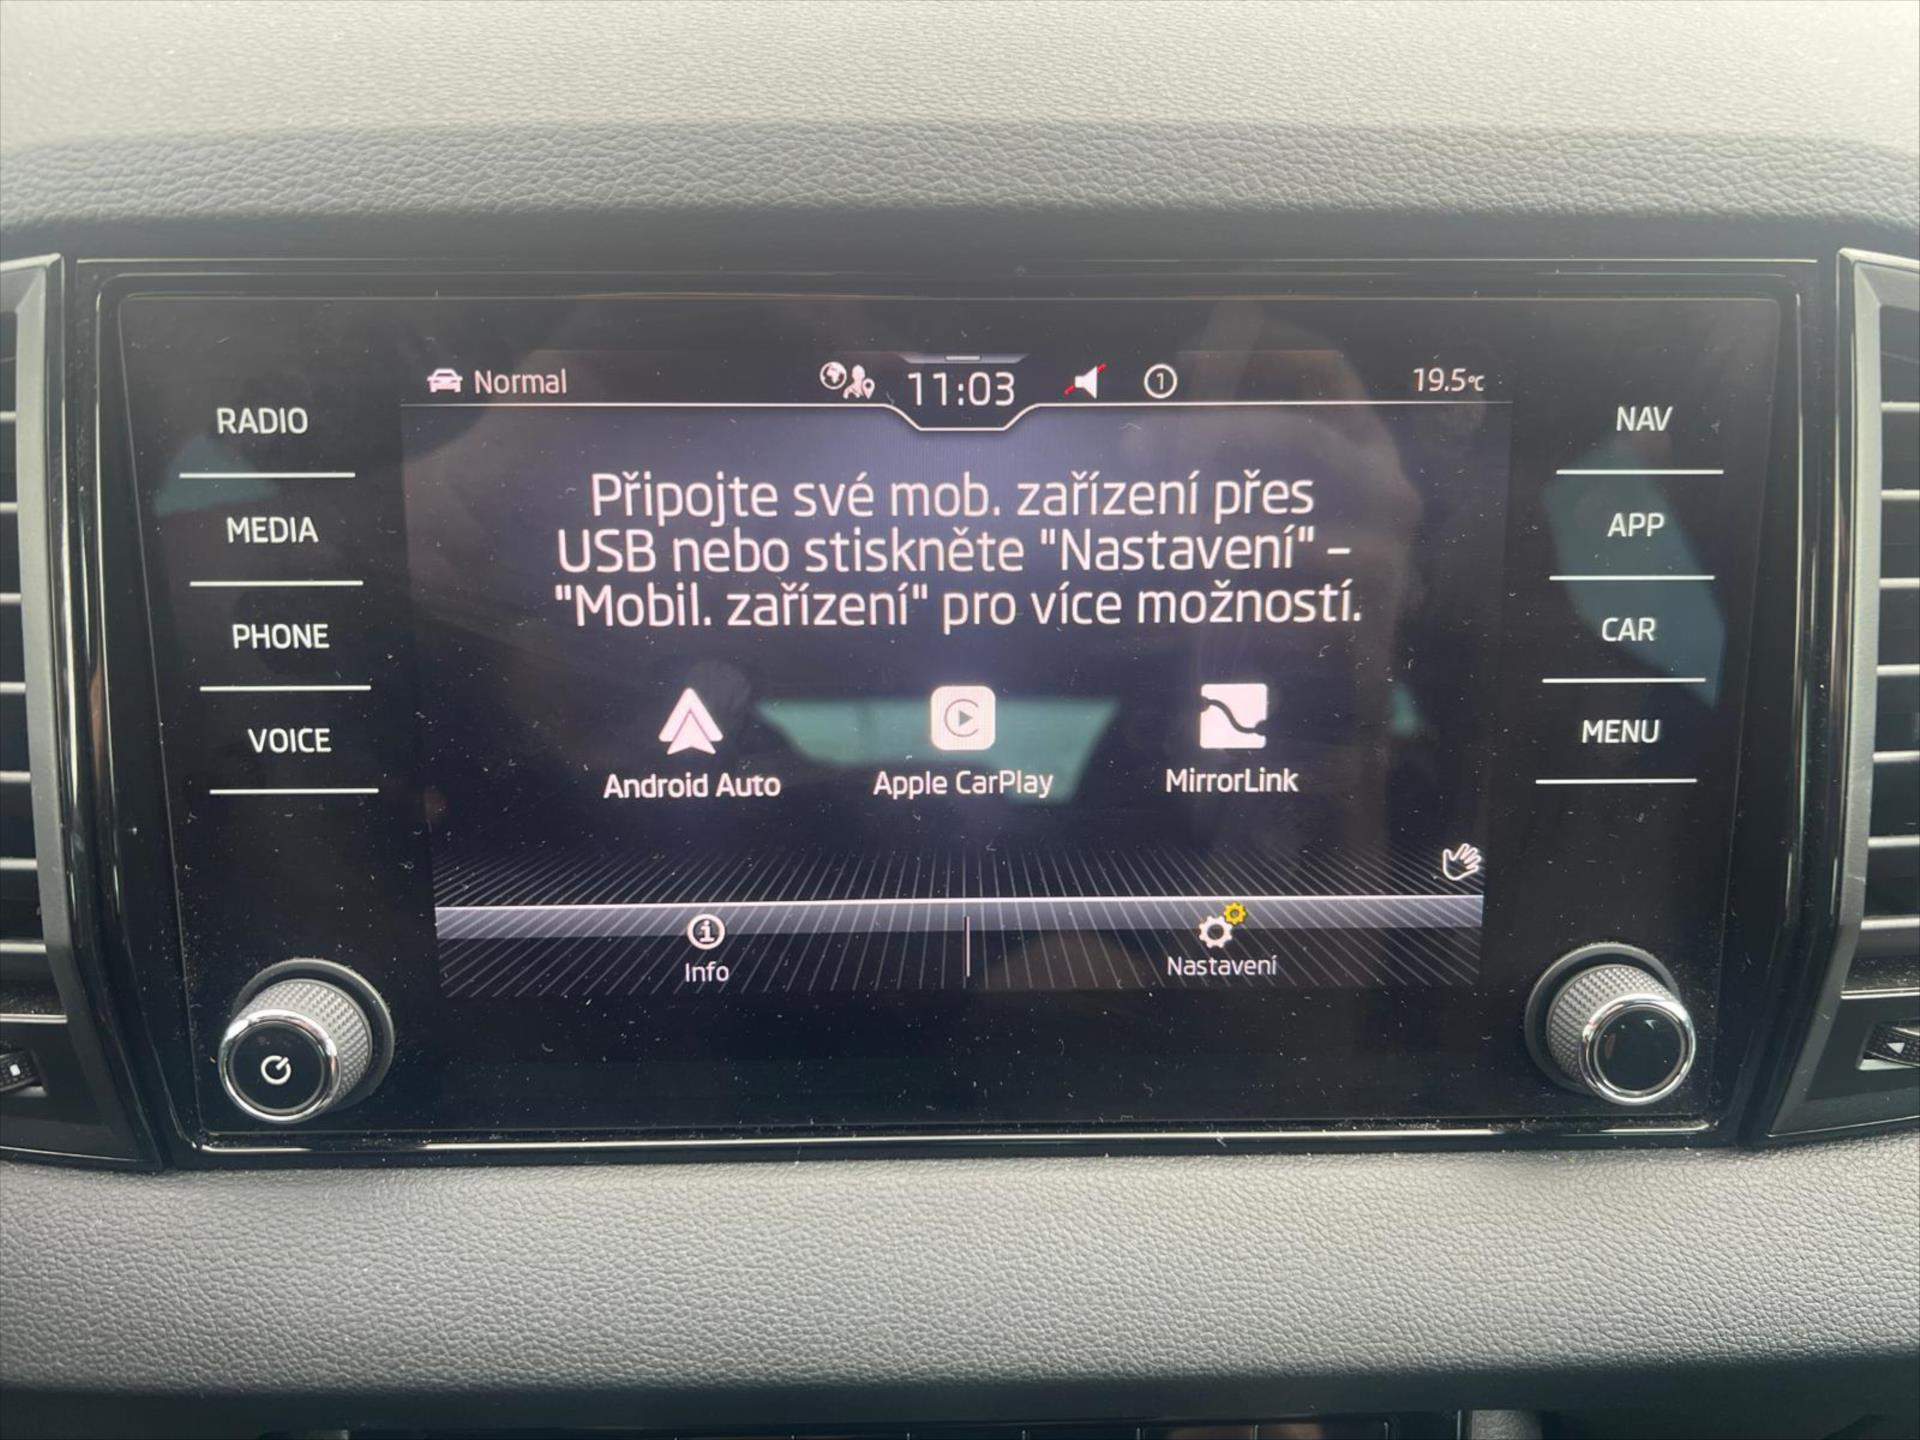 Normal 11:03 1 19.5°C
RADIO
MEDIA
PHONE
VOICE
Připojte své mob. zařízení přes
USB nebo stiskněte "Nastavení" –
"Mobil. zařízení" pro více možností.
Android Auto Apple CarPlay MirrorLink
Info Nastavení
NAV
APP
CAR
MENU